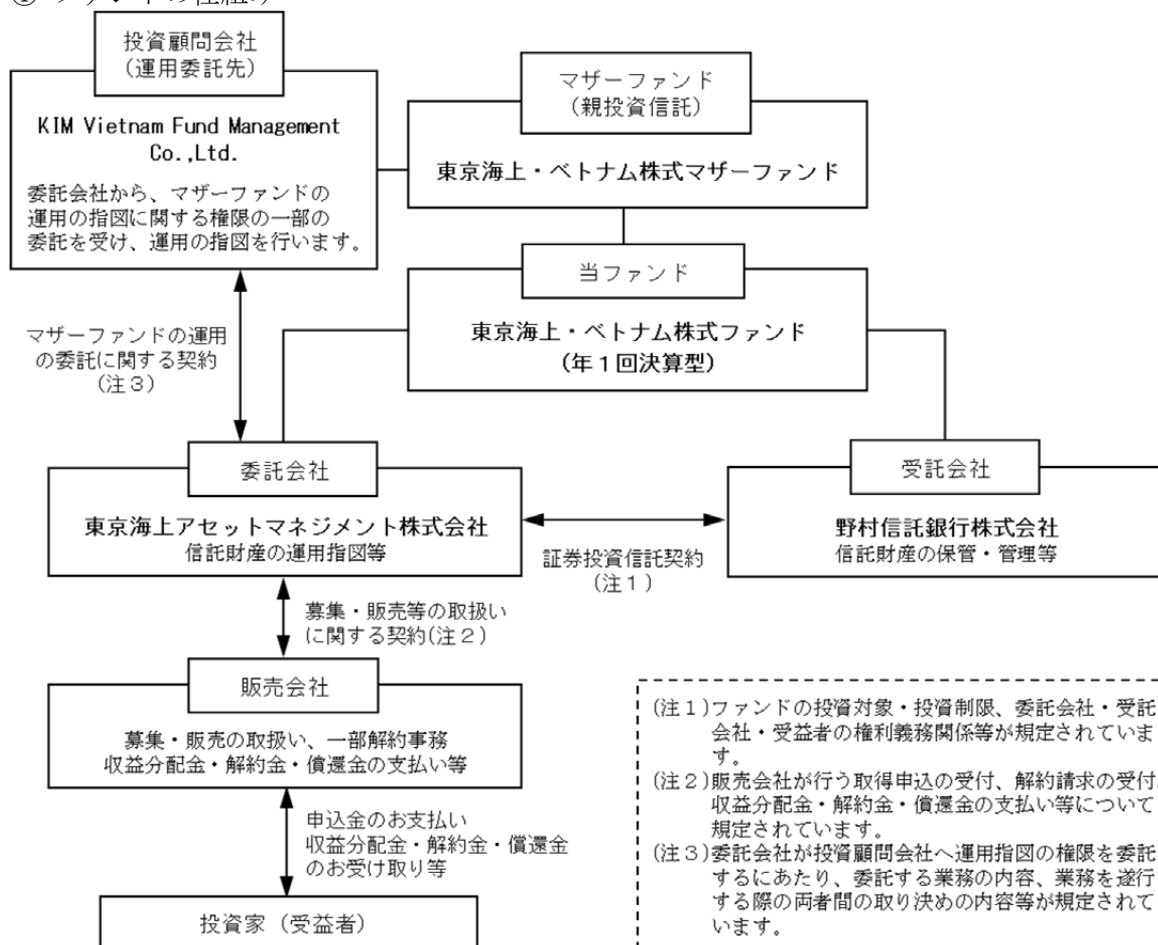 投資顧問会社
(運用委託先)
KIM Vietnam Fund Management
Co.,Ltd.
委託会社から、マザーファンドの
運用の指図に関する権限の一部の
委託を受け、運用の指図を行います。
マザーファンド
(親投資信託)
東京海上・ベトナム株式マザーファンド
当ファンド
東京海上・ベトナム株式ファンド
(年1回決算型)
マザーファンドの運用
の委託に関する契約
(注3)
委託会社
東京海上アセットマネジメント株式会社
信託財産の運用指図等
証券投資信託契約
(注1)
受託会社
野村信託銀行株式会社
信託財産の保管・管理等
募集・販売等の取扱い
に関する契約(注2)
販売会社
募集・販売の取扱い、一部解約事務
収益分配金・解約金・償還金の支払い等
申込金のお支払い
収益分配金・解約金・償還金
のお受け取り等
投資家(受益者)
(注1)ファンドの投資対象・投資制限、委託会社・受託
会社・受益者の権利義務関係等が規定されていま
す。
(注2)販売会社が行う取得申込の受付、解約請求の受付、
収益分配金・解約金・償還金の支払い等について
規定されています。
(注3)委託会社が投資顧問会社へ運用指図の権限を委託
するにあたり、委託する業務の内容、業務を遂行
する際の両者間の取り決めの内容等が規定されて
います。